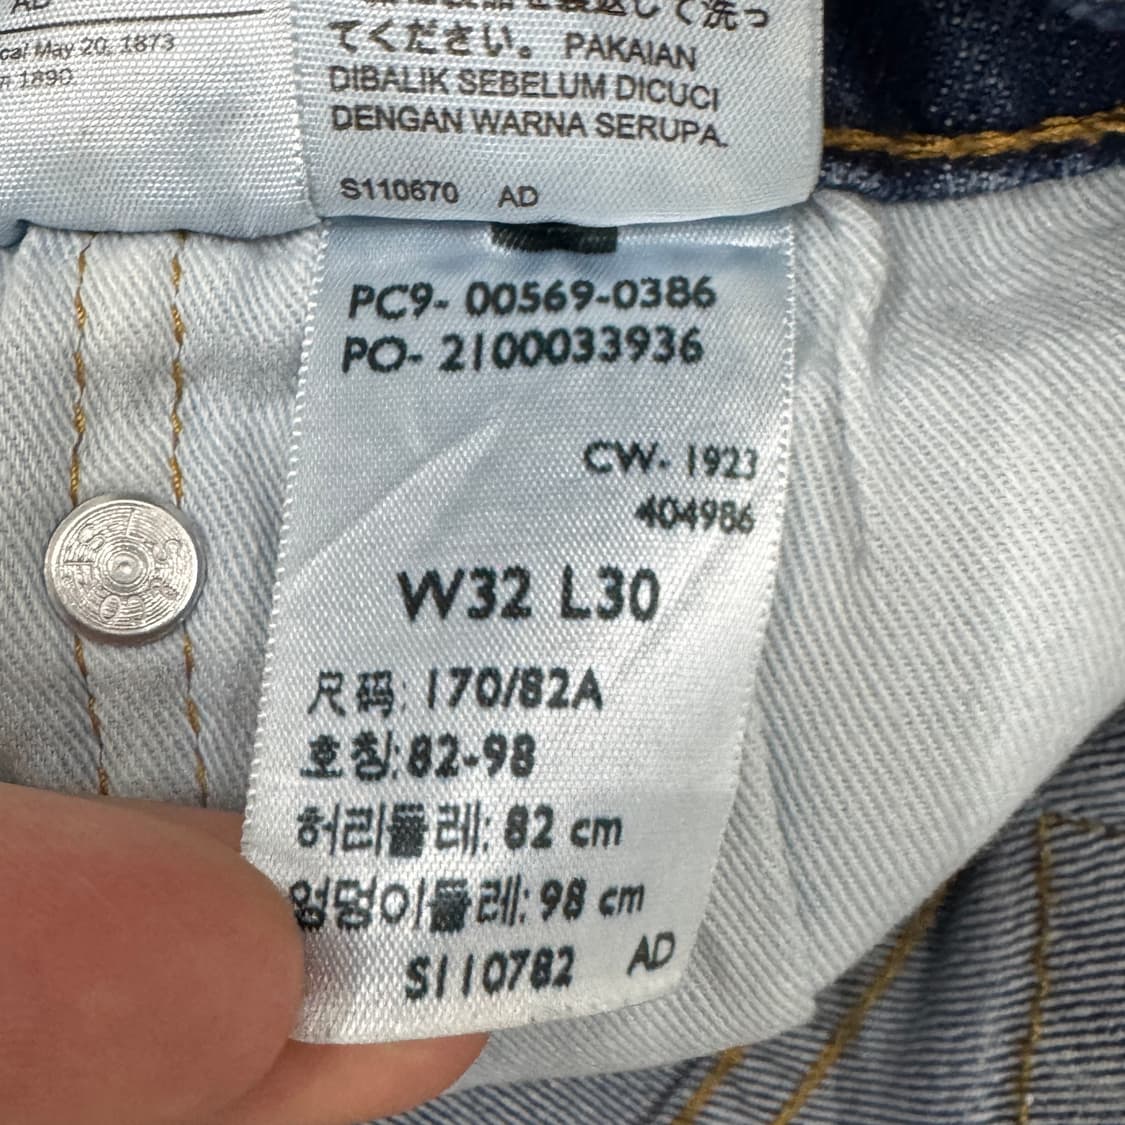 AD
cal May 20, 1873
1890
てください。 PAKAIAN
DIBALIK SEBELUM DICUCI
DENGAN WARNA SERUPA.
S110670 AD
PC9- 00569-0386
PO- 2100033936
CW- 1923
404986
W32 L30
尺码: 170/82A
호칭:82-98
허리둘레: 82 cm
엉덩이둘레: 98 cm
S110782 AD